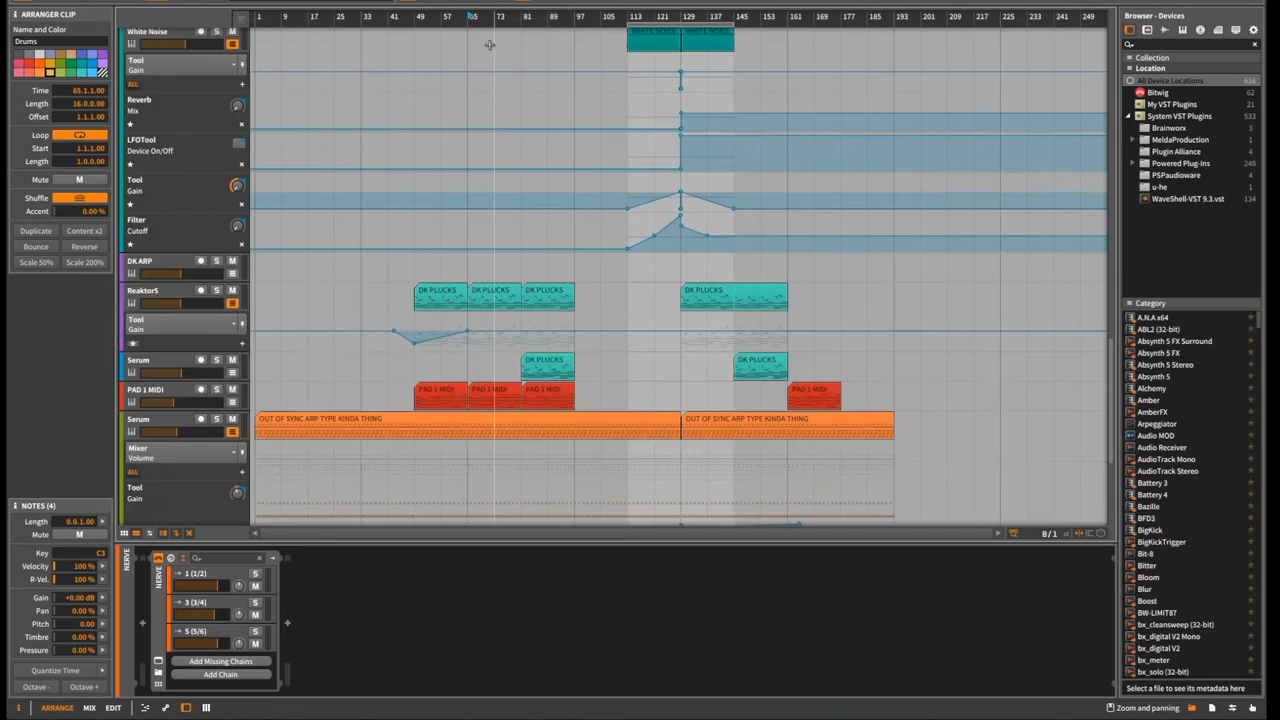 ARRANGER CLIP
Name and Color
Drums
Time 65.1.1.00
Length 16.0.0.00
Offset 1.1.1.00
Loop
Start 1.1.1.00
Length 1.0.0.00
Mute M
Shuffle
Accent 0.00 %
Duplicate Content x2
Bounce Reverse
Scale 50% Scale 200%
NOTES (4)
Length 0.0.1.00
Mute M
Key C3
Velocity 100 %
R-Vel. 100 %
Gain +0.00 dB
Pan 0.00 %
Pitch 0.00
Timbre 0.00 %
Pressure 0.00 %
Quantize Time
Octave - Octave +
1 9 17 25 33 41 49 57 65 73 81 89 97 105 113 121 129 137 145 153 161 169 177 185 193 201 209 217 225 233 241 249
White Noise S M
WHITE NOISE WHITE NOISE
Tool
Gain
ALL
Reverb
Mix
LFOTool
Device On/Off
Tool
Gain
Filter
Cutoff
DK ARP S M
Reaktor5 S M
DK PLUCKS DK PLUCKS DK PLUCKS DK PLUCKS
Tool
Gain
Serum S M
DK PLUCKS DK PLUCKS
PAD 1 MIDI S M
PAD 1 MIDI PAD 1 MIDI PAD 1 MIDI PAD 1 MIDI
Serum S M
OUT OF SYNC ARP TYPE KINDA THING OUT OF SYNC ARP TYPE KINDA THING
Mixer
Volume
ALL
Tool
Gain
8/1
NERVE
NERVE
1 (1/2) S
M
3 (3/4) S
M
5 (5/6) S
M
Add Missing Chains
Add Chain
Browser - Devices
Collection
Location
All Device Locations 616
Bitwig 62
My VST Plugins 21
System VST Plugins 533
Brainworx 3
MeldaProduction 1
Plugin Alliance 1
Powered Plug-Ins 248
PSPaudioware 1
u-he 1
WaveShell-VST 9.3.vst 134
Category
A.N.A x64
ABL2 (32-bit)
Absynth 5 FX Surround
Absynth 5 FX
Absynth 5 Stereo
Absynth 5
Alchemy
Amber
AmberFX
Arpeggiator
Audio MOD
Audio Receiver
AudioTrack Mono
AudioTrack Stereo
Battery 3
Battery 4
Bazille
BFD3
BigKick
BigKickTrigger
Bit-8
Bitter
Bloom
Blur
Boost
BW-LIMIT87
bx_cleansweep (32-bit)
bx_digital V2 Mono
bx_digital V2
bx_meter
bx_solo (32-bit)
Select a file to see its metadata here
ARRANGE MIX EDIT
Zoom and panning